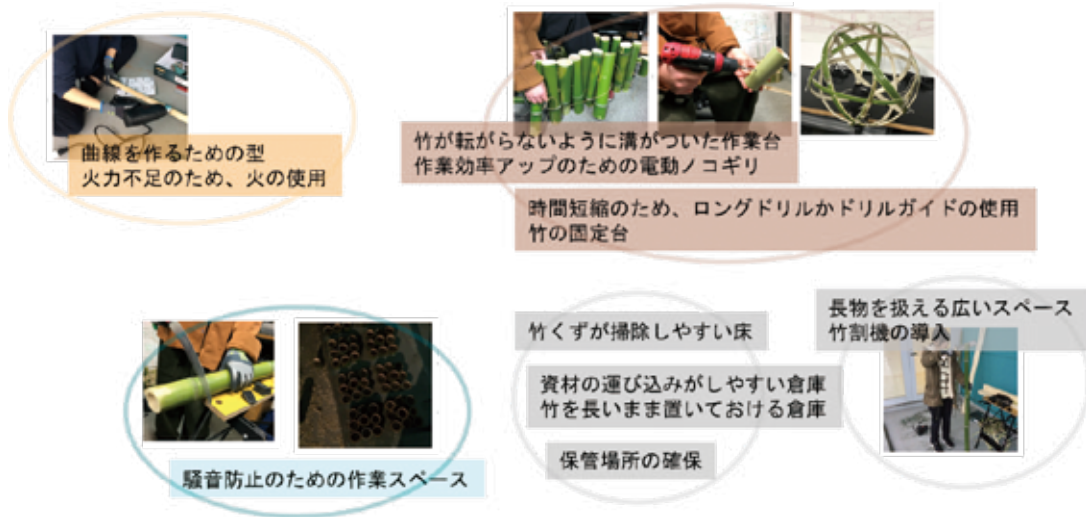 曲線を作るための型
火力不足のため、火の使用
竹が転がらないように溝がついた作業台
作業効率アップのための電動ノコギリ
時間短縮のため、ロングドリルかドリルガイドの使用
竹の固定台
騒音防止のための作業スペース
竹くずが掃除しやすい床
資材の運び込みがしやすい倉庫
竹を長いまま置いておける倉庫
保管場所の確保
長物を扱える広いスペース
竹割機の導入